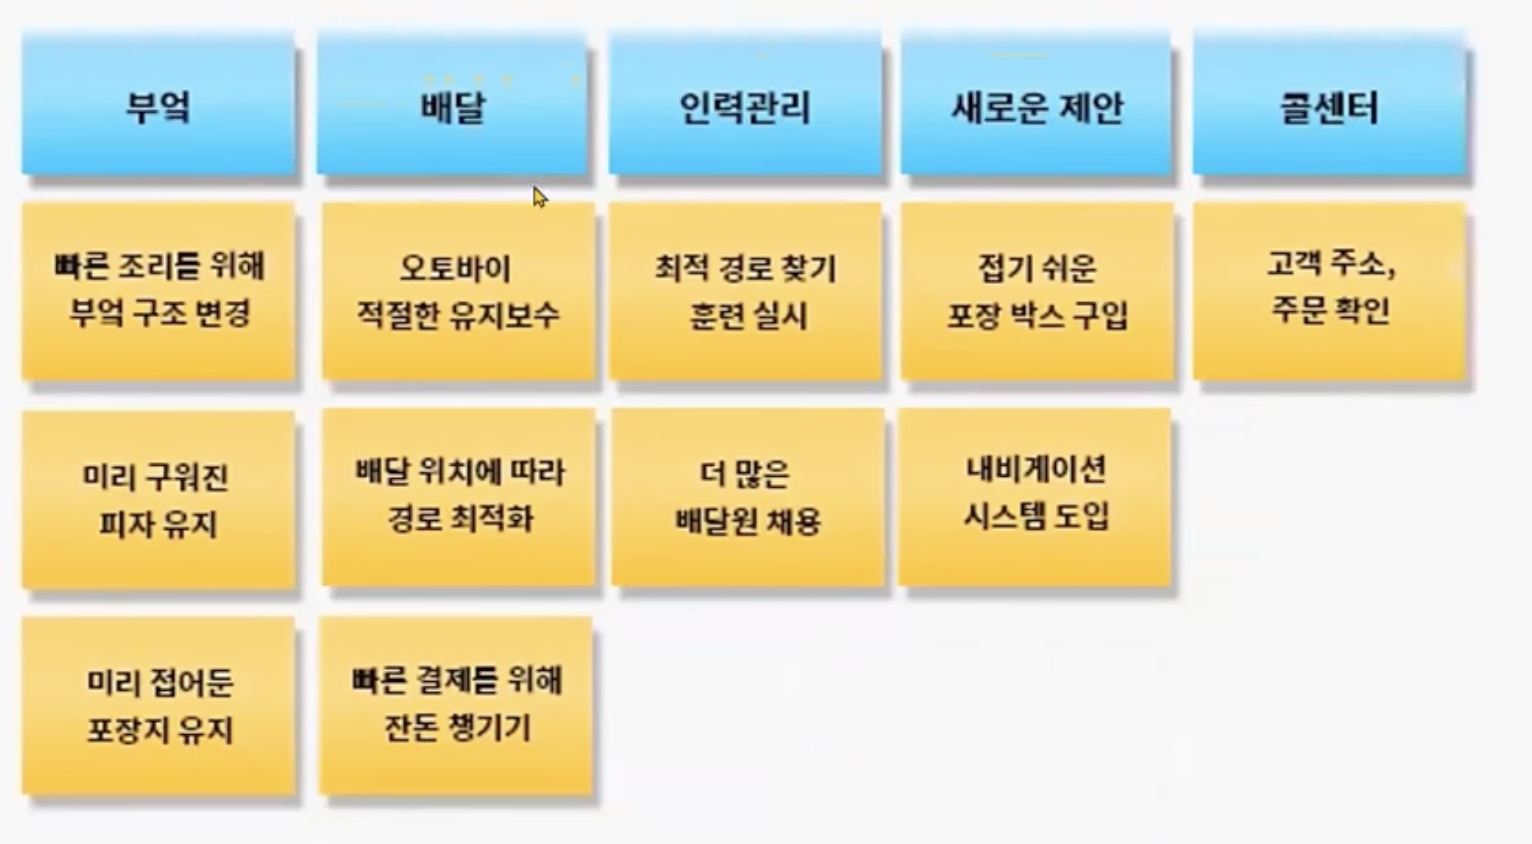 부엌
배달
인력관리
새로운 제안
콜센터
빠른 조리를 위해
부엌 구조 변경
오토바이
적절한 유지보수
최적 경로 찾기
훈련 실시
접기 쉬운
포장 박스 구입
고객 주소,
주문 확인
미리 구워진
피자 유지
배달 위치에 따라
경로 최적화
더 많은
배달원 채용
내비게이션
시스템 도입
미리 접어둔
포장지 유지
빠른 결제를 위해
잔돈 챙기기